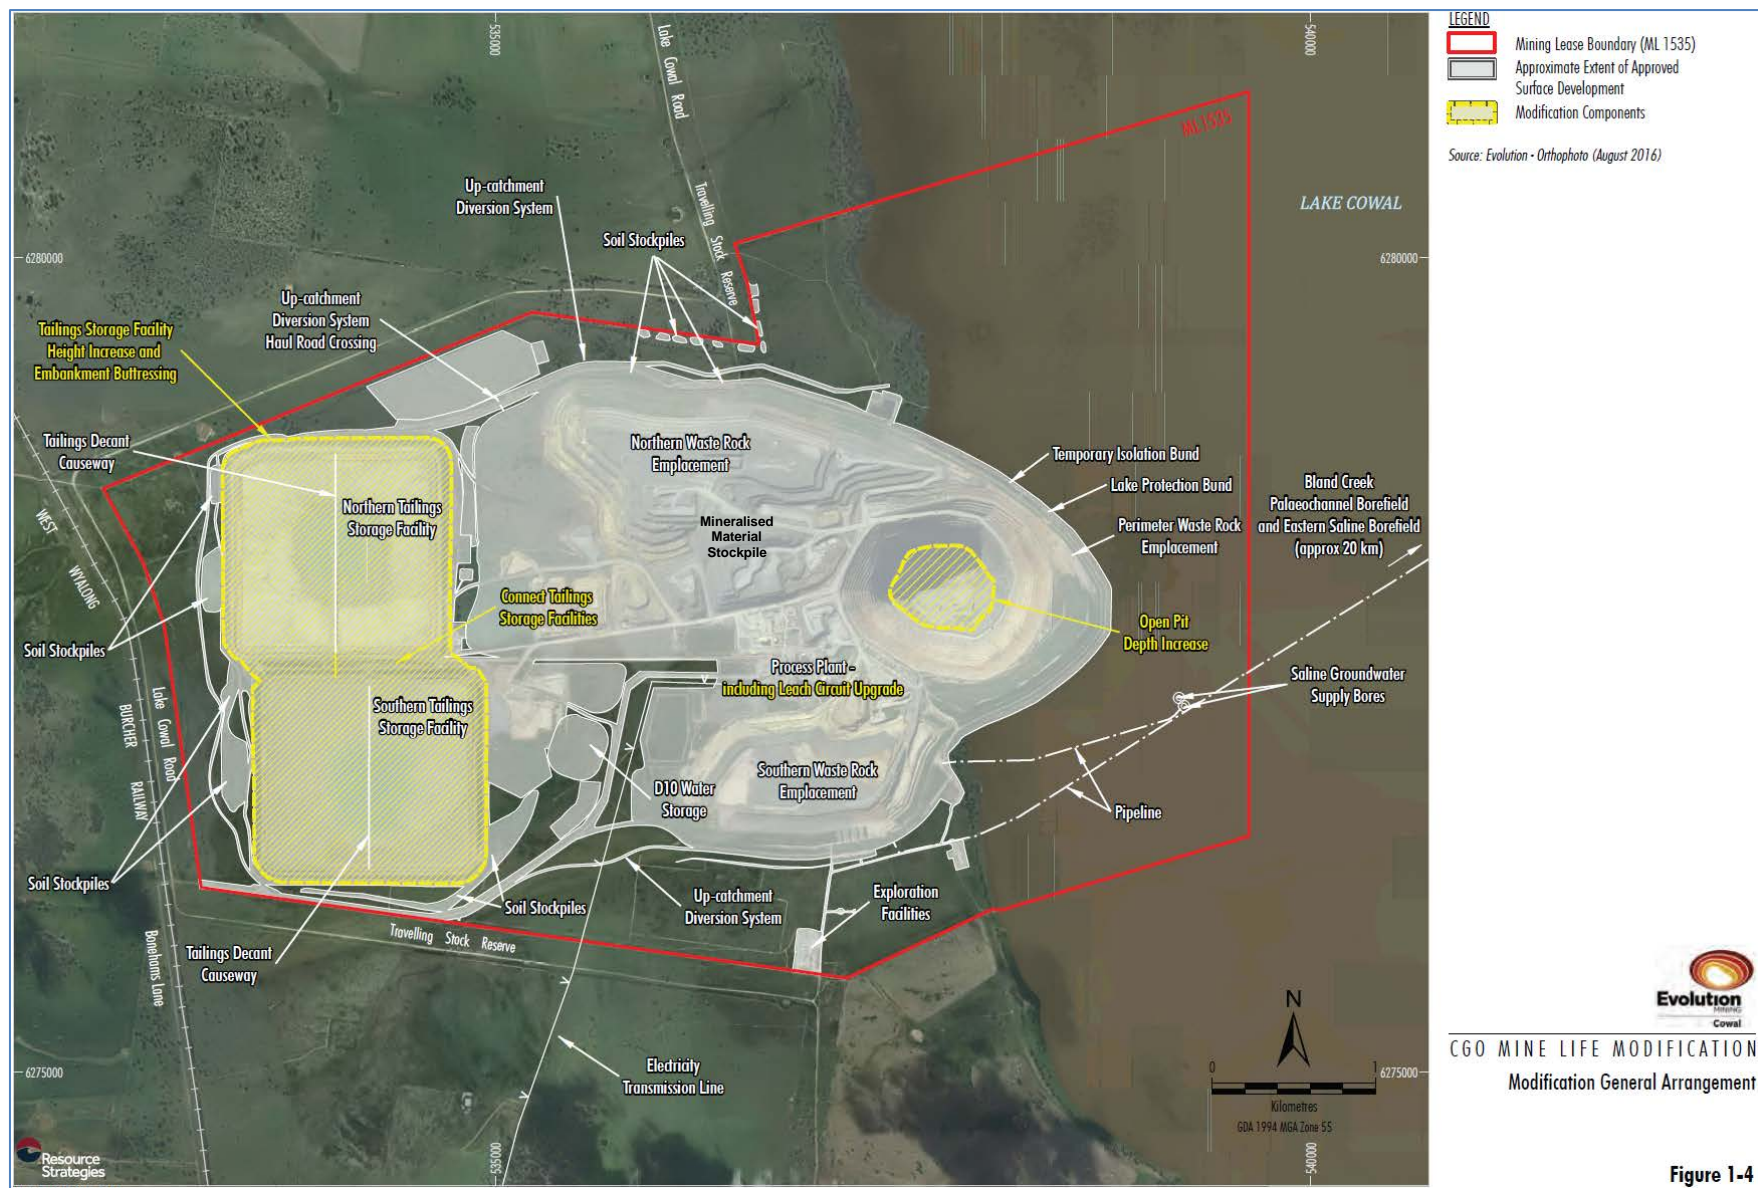 LEGEND
Mining Lease Boundary (ML 1535)
Approximate Extent of Approved
Surface Development
Modification Components
Source: Evolution - Orthophoto (August 2016)
535000
540000
Lake Cowal Road
ML 1535
Travelling Stock Reserve
LAKE COWAL
Up-catchment
Diversion System
Soil Stockpiles
6280000
6280000
Up-catchment
Diversion System
Haul Road Crossing
Tailings Storage Facility
Height Increase and
Embankment Buttressing
Tailings Decant
Causeway
Northern Waste Rock
Emplacement
Temporary Isolation Bund
Lake Protection Bund
Bland Creek
Palaeochannel Borefield
and Eastern Saline Borefield
(approx 20 km)
Northern Tailings
Storage Facility
Mineralised
Material
Stockpile
Perimeter Waste Rock
Emplacement
WEST
WYALONG
BURCHER
RAILWAY
Connect Tailings
Storage Facilities
Open Pit
Depth Increase
Soil Stockpiles
Process Plant -
including Leach Circuit Upgrade
Saline Groundwater
Supply Bores
Lake Cowal Road
Southern Tailings
Storage Facility
Southern Waste Rock
Emplacement
D10 Water
Storage
Pipeline
Soil Stockpiles
Soil Stockpiles
Up-catchment
Diversion System
Exploration
Facilities
Tailings Decant
Causeway
Travelling Stock Reserve
Bonehams Lane
Electricity
Transmission Line
N
0
1
Kilometres
GDA 1994 MGA Zone 55
6275000
6275000
535000
540000
Resource
Strategies
Evolution
MINING
Cowal
CGO MINE LIFE MODIFICATION
Modification General Arrangement
Figure 1-4